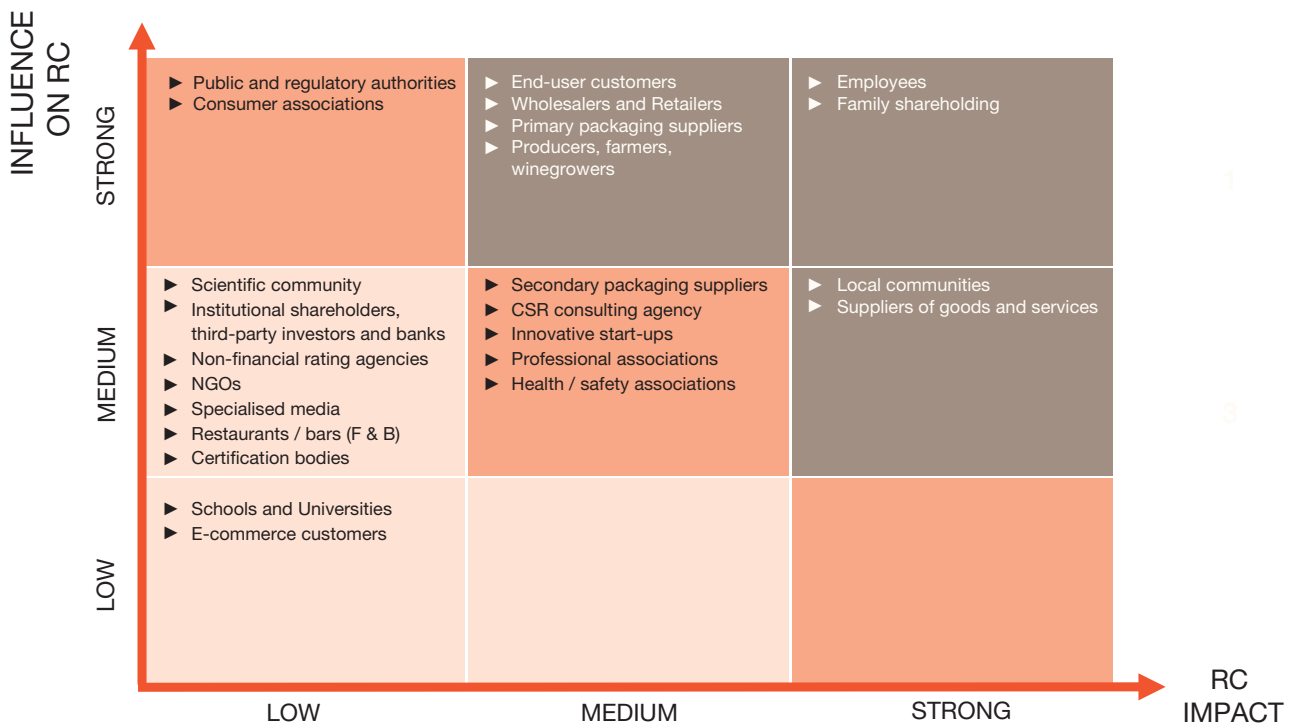 INFLUENCE
ON RC
STRONG
► Public and regulatory authorities
► Consumer associations
► End-user customers
► Wholesalers and Retailers
► Primary packaging suppliers
► Producers, farmers,
winegrowers
► Employees
► Family shareholding
1
MEDIUM
► Scientific community
► Institutional shareholders,
third-party investors and banks
► Non-financial rating agencies
► NGOs
► Specialised media
► Restaurants / bars (F & B)
► Certification bodies
► Secondary packaging suppliers
► CSR consulting agency
► Innovative start-ups
► Professional associations
► Health / safety associations
► Local communities
► Suppliers of goods and services
3
LOW
► Schools and Universities
► E-commerce customers
LOW
MEDIUM
STRONG
RC
IMPACT